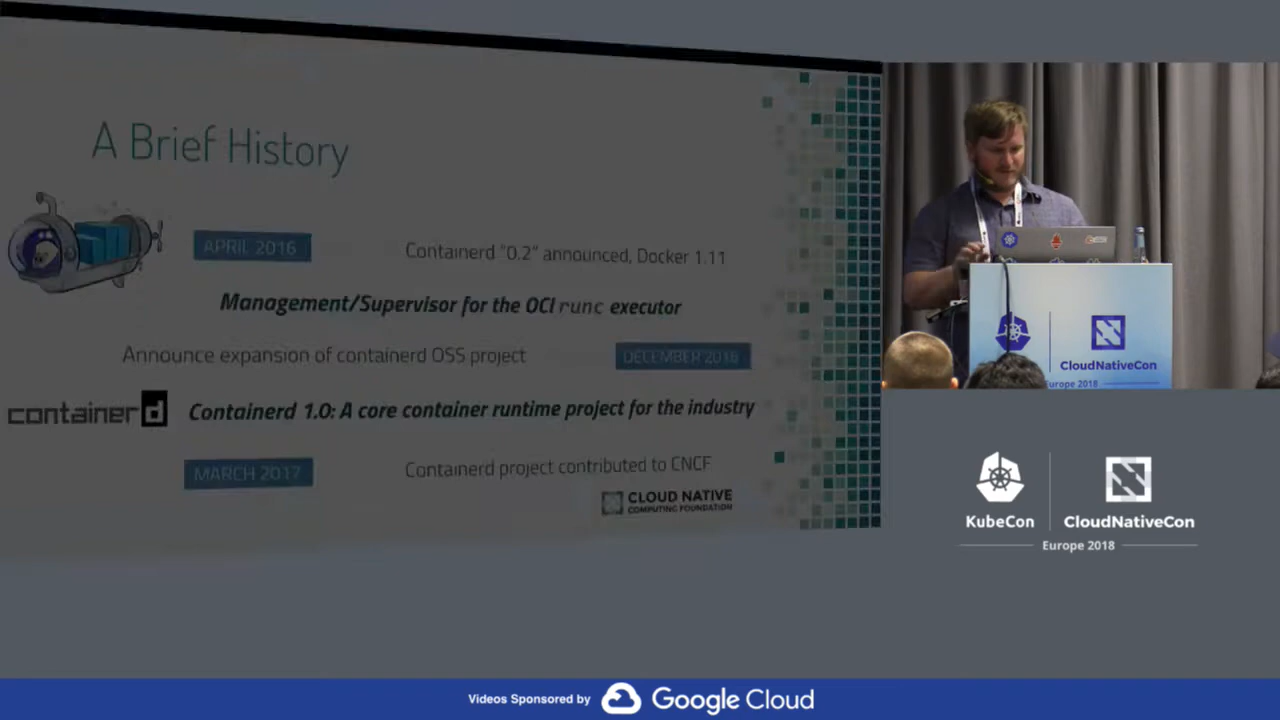 A Brief History
APRIL 2016
Containerd "0.2" announced, Docker 1.11
Management/Supervisor for the OCI runc executor
Announce expansion of containerd OSS project
DECEMBER 2016
containerd
Containerd 1.0: A core container runtime project for the industry
MARCH 2017
Containerd project contributed to CNCF
CLOUD NATIVE
COMPUTING FOUNDATION
CloudNativeCon
Europe 2018
KubeCon
CloudNativeCon
Europe 2018
Videos Sponsored by Google Cloud